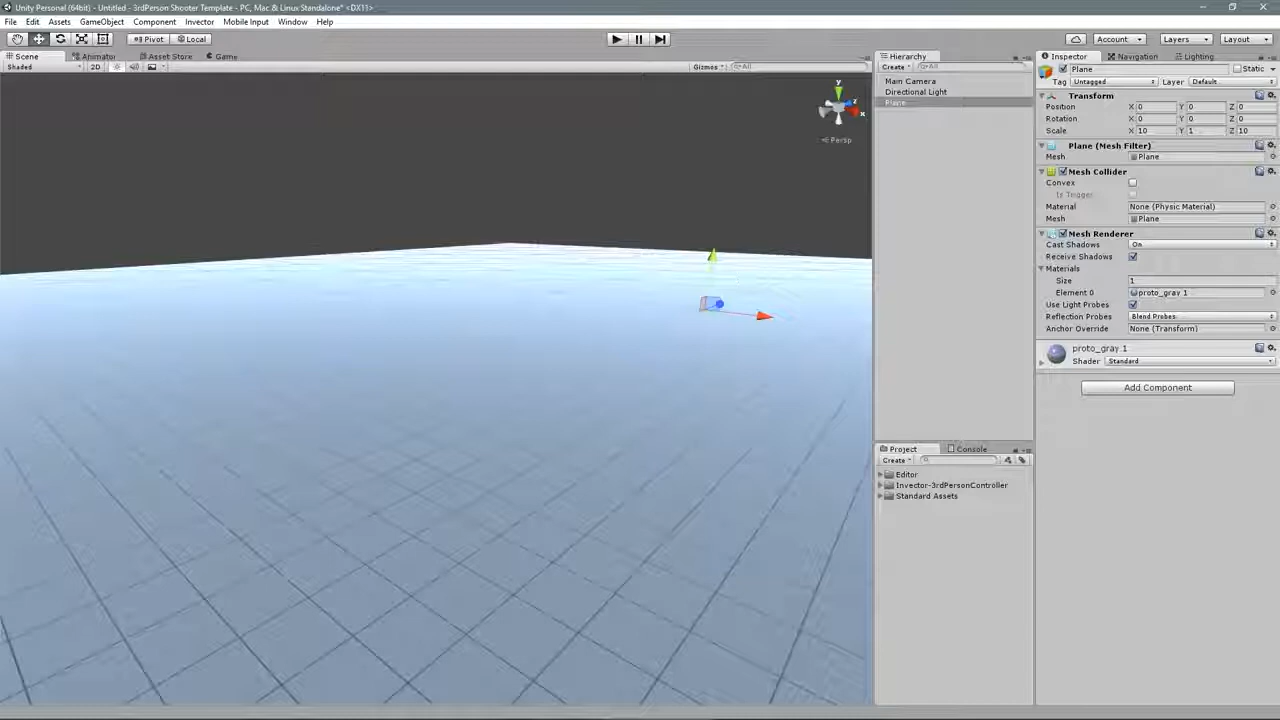 Unity Personal (64bit) - Untitled - 3rdPerson Shooter Template - PC, Mac & Linux Standalone* <DX11>
File Edit Assets GameObject Component Invector Mobile Input Window Help
Pivot Local Account Layers Layout
Scene Animator Asset Store Game
Shaded 2D Gizmos All
y z x
Persp
Hierarchy
Create All
Main Camera
Directional Light
Plane
Project Console
Create
Editor
Invector-3rdPersonController
Standard Assets
Inspector Navigation Lighting
Plane Static
Tag Untagged Layer Default
Transform
Position X 0 Y 0 Z 0
Rotation X 0 Y 0 Z 0
Scale X 10 Y 1 Z 10
Plane (Mesh Filter)
Mesh Plane
Mesh Collider
Convex
Is Trigger
Material None (Physic Material)
Mesh Plane
Mesh Renderer
Cast Shadows On
Receive Shadows
Materials
Size 1
Element 0 proto_gray 1
Use Light Probes
Reflection Probes Blend Probes
Anchor Override None (Transform)
proto_gray 1
Shader Standard
Add Component